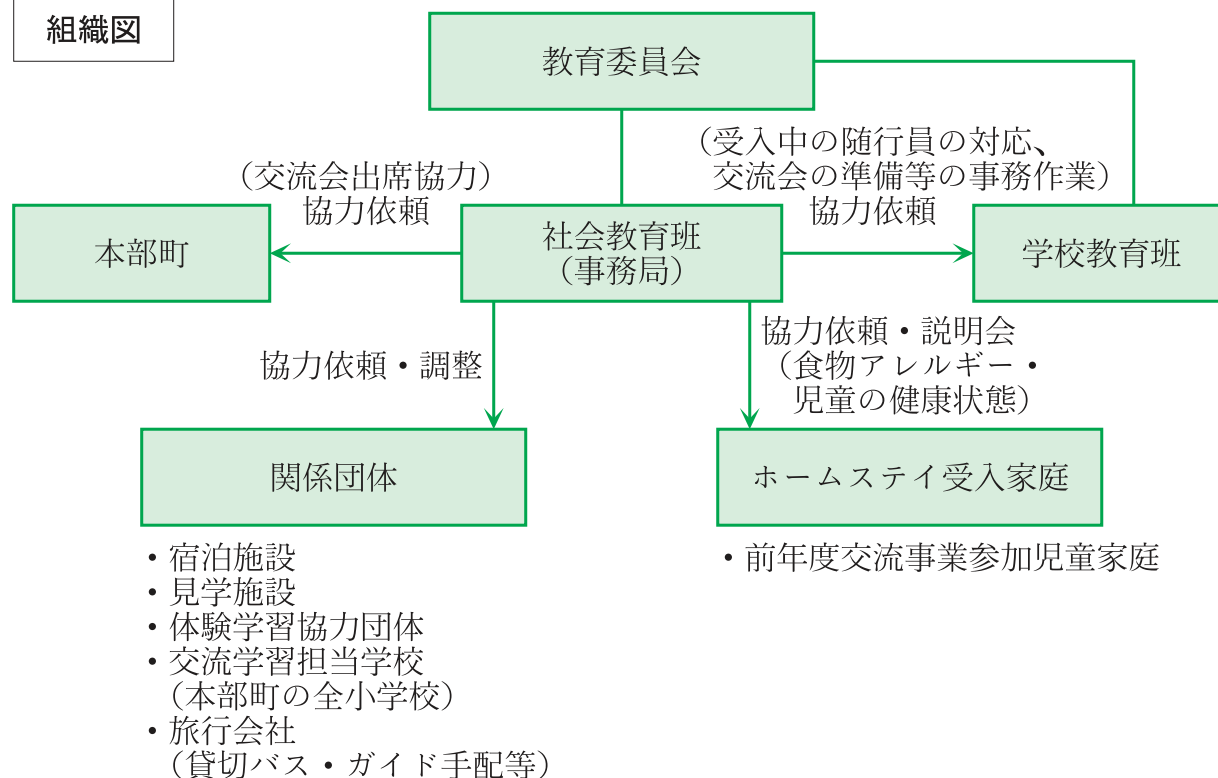 組織図
教育委員会
（交流会出席協力）
協力依頼
（受入中の随行員の対応、
交流会の準備等の事務作業）
協力依頼
本部町
社会教育班
（事務局）
学校教育班
協力依頼・調整
協力依頼・説明会
（食物アレルギー・
児童の健康状態）
関係団体
ホームステイ受入家庭
・宿泊施設
・見学施設
・体験学習協力団体
・交流学習担当学校
（本部町の全小学校）
・旅行会社
（貸切バス・ガイド手配等）
・前年度交流事業参加児童家庭